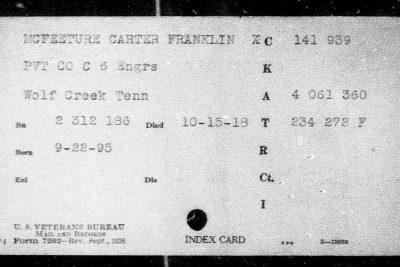 MCFEETURE CARTER FRANKLIN X C 141 939
PVT CO C 6 Engrs K
Wolf Creek Tenn A 4 061 360
Sn 2 312 186 Died 10-15-18 T 234 272 F
Born 9-22-95 R
Enl Dis Ct.
I
U. S. VETERANS BUREAU
MAIL AND RECORDS
Form 7202—Rev. Sept., 1926 INDEX CARD GPO